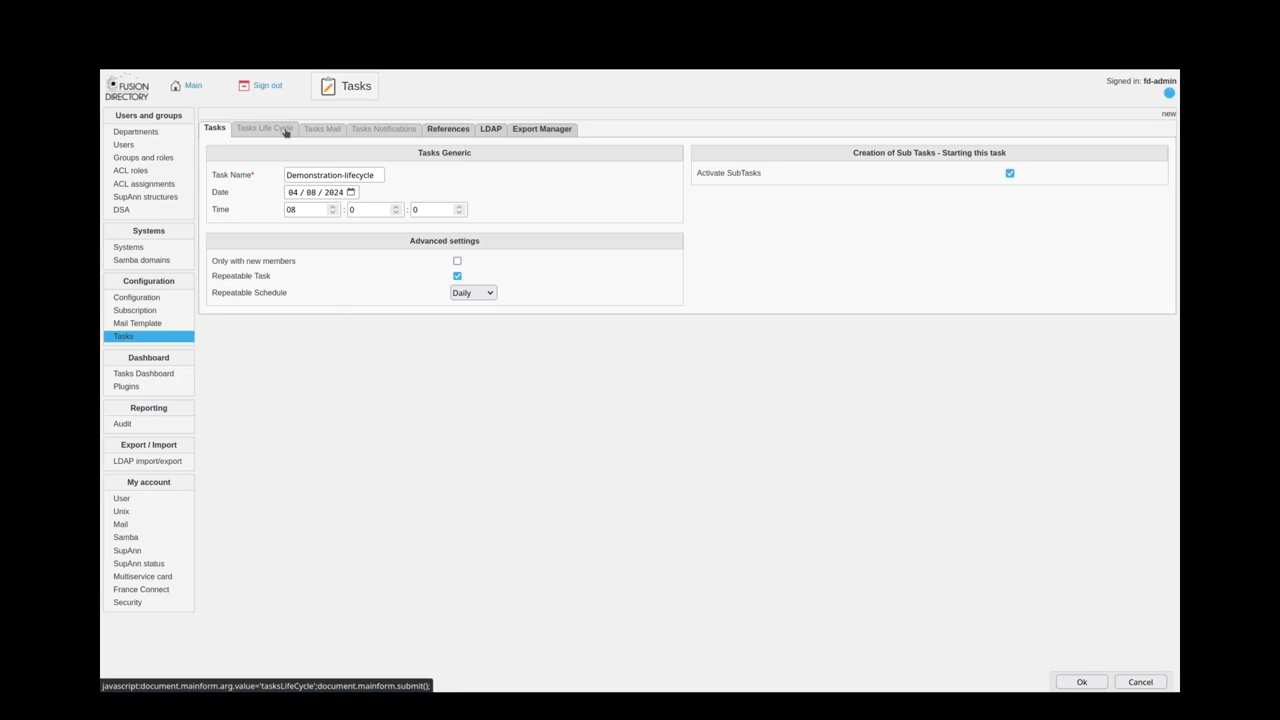 FUSION
DIRECTORY
Main
Sign out
Tasks
Signed in: fd-admin
new
Users and groups
Departments
Users
Groups and roles
ACL roles
ACL assignments
SupAnn structures
DSA
Systems
Systems
Samba domains
Configuration
Configuration
Subscription
Mail Template
Tasks
Dashboard
Tasks Dashboard
Plugins
Reporting
Audit
Export / Import
LDAP import/export
My account
User
Unix
Mail
Samba
SupAnn
SupAnn status
Multiservice card
France Connect
Security
Tasks Tasks Life Cycle Tasks Mail Tasks Notifications References LDAP Export Manager
Tasks Generic
Task Name* Demonstration-lifecycle
Date 04 / 08 / 2024
Time 08 : 0 : 0
Advanced settings
Only with new members
Repeatable Task
Repeatable Schedule Daily
Creation of Sub Tasks - Starting this task
Activate SubTasks
Ok Cancel
javascript:document.mainform.arg.value='tasksLifeCycle';document.mainform.submit();